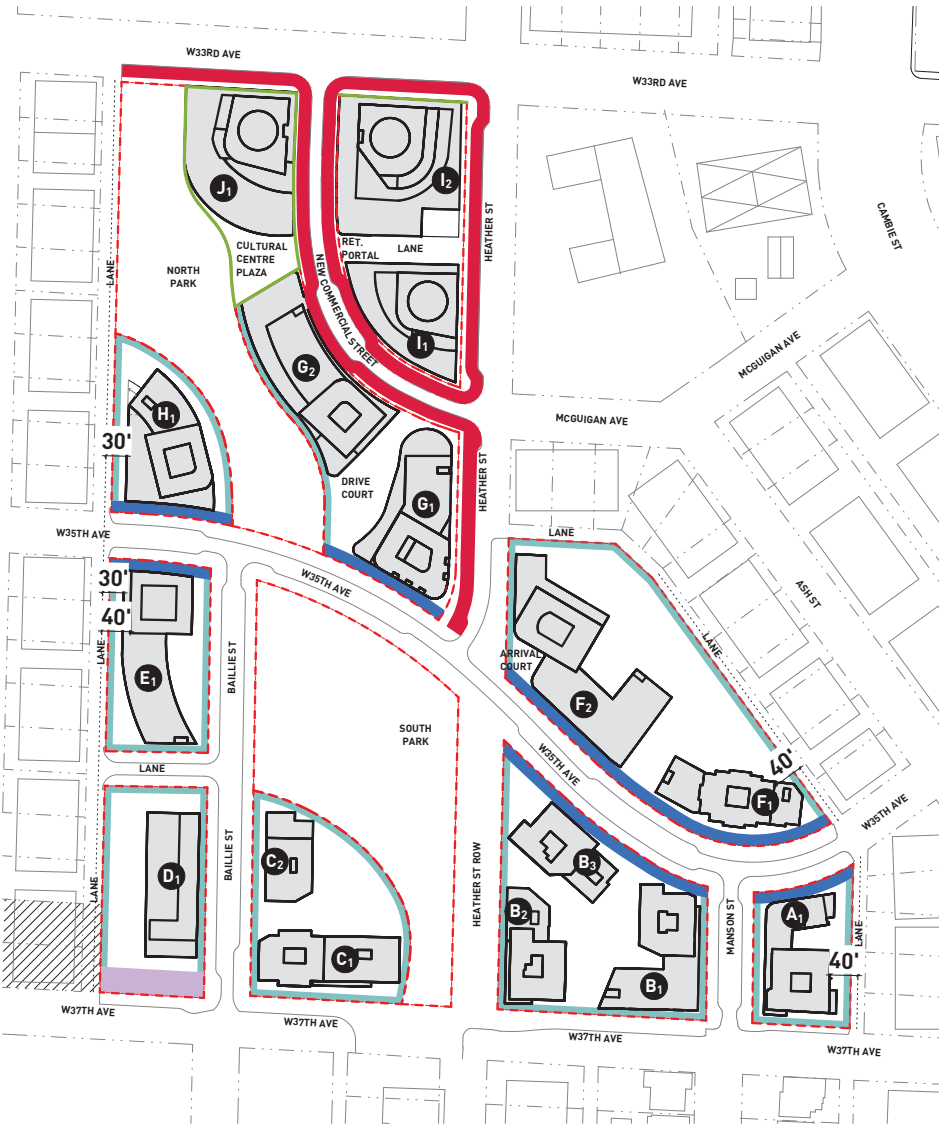 W33RD AVE
W33RD AVE
J1
I2
CAMBIE ST
HEATHER ST
RET.
PORTAL
LANE
CULTURAL
CENTRE
PLAZA
NORTH
PARK
LANE
NEW COMMERCIAL STREET
I1
MCGUIGAN AVE
G2
H1
MCGUIGAN AVE
30'
DRIVE
COURT
HEATHER ST
G1
W35TH AVE
LANE
30'
W35TH AVE
ASH ST
40'
LANE
LANE
ARRIVAL
COURT
E1
BAILLIE ST
F2
SOUTH
PARK
W35TH AVE
40'
LANE
F1
W35TH AVE
BAILLIE ST
C2
B3
D1
HEATHER ST ROW
LANE
B2
A1
MANSON ST
LANE
C1
40'
B1
W37TH AVE
W37TH AVE
W37TH AVE
W37TH AVE